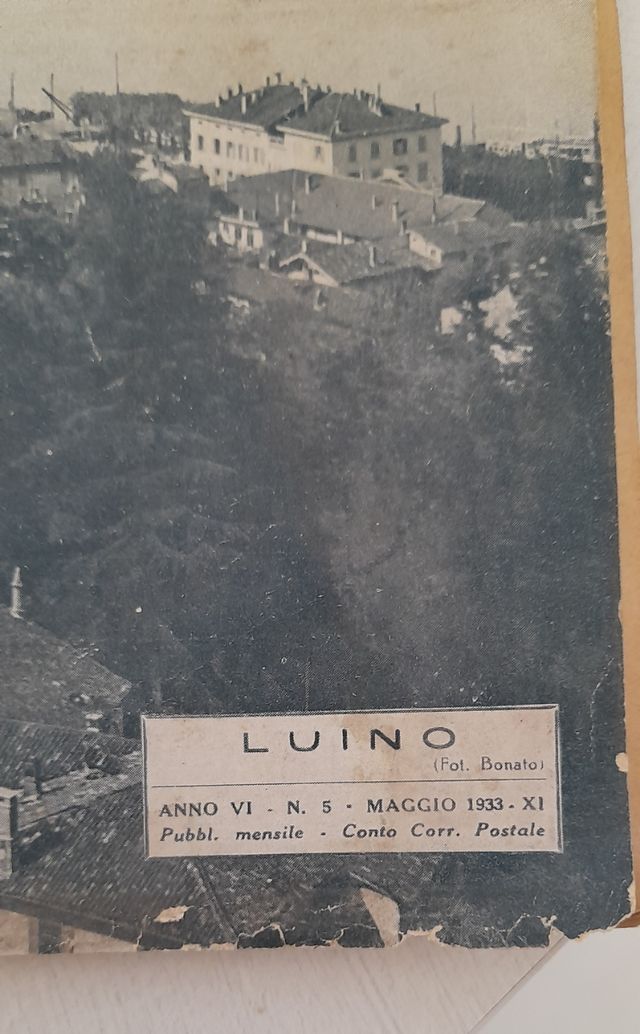 LUINO
(Fot. Bonato)
ANNO VI - N. 5 - MAGGIO 1933 - XI
Pubbl. mensile - Conto Corr. Postale